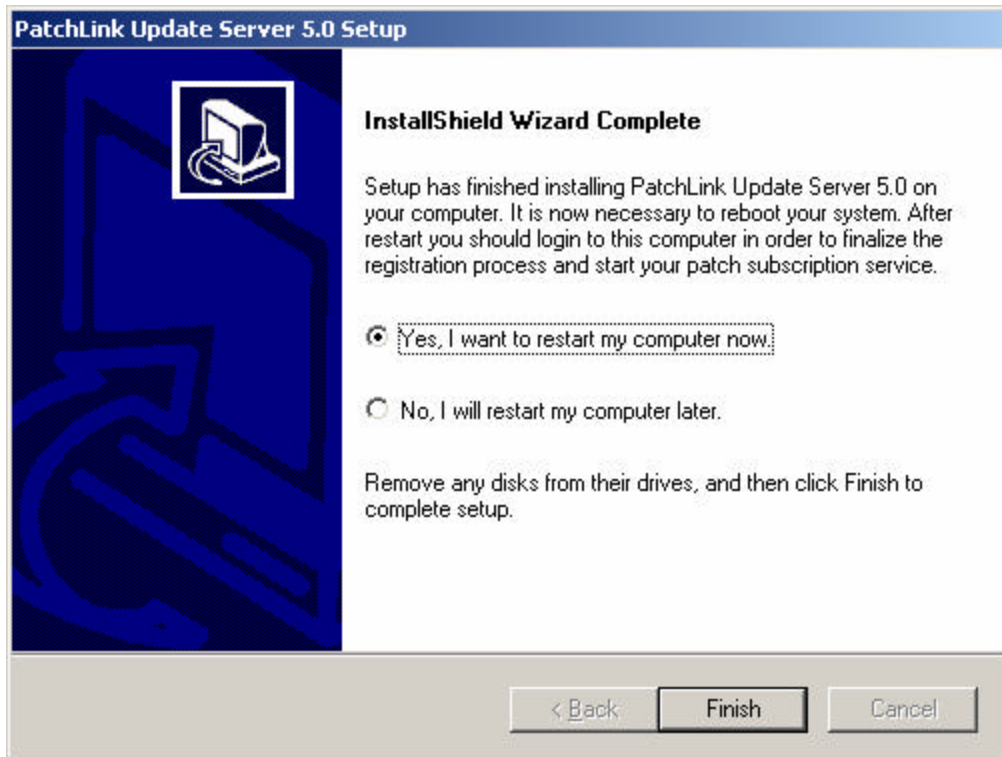 PatchLink Update Server 5.0 Setup
InstallShield Wizard Complete
Setup has finished installing PatchLink Update Server 5.0 on
your computer. It is now necessary to reboot your system. After
restart you should login to this computer in order to finalize the
registration process and start your patch subscription service.
Yes, I want to restart my computer now.
No, I will restart my computer later.
Remove any disks from their drives, and then click Finish to
complete setup.
< Back Finish Cancel